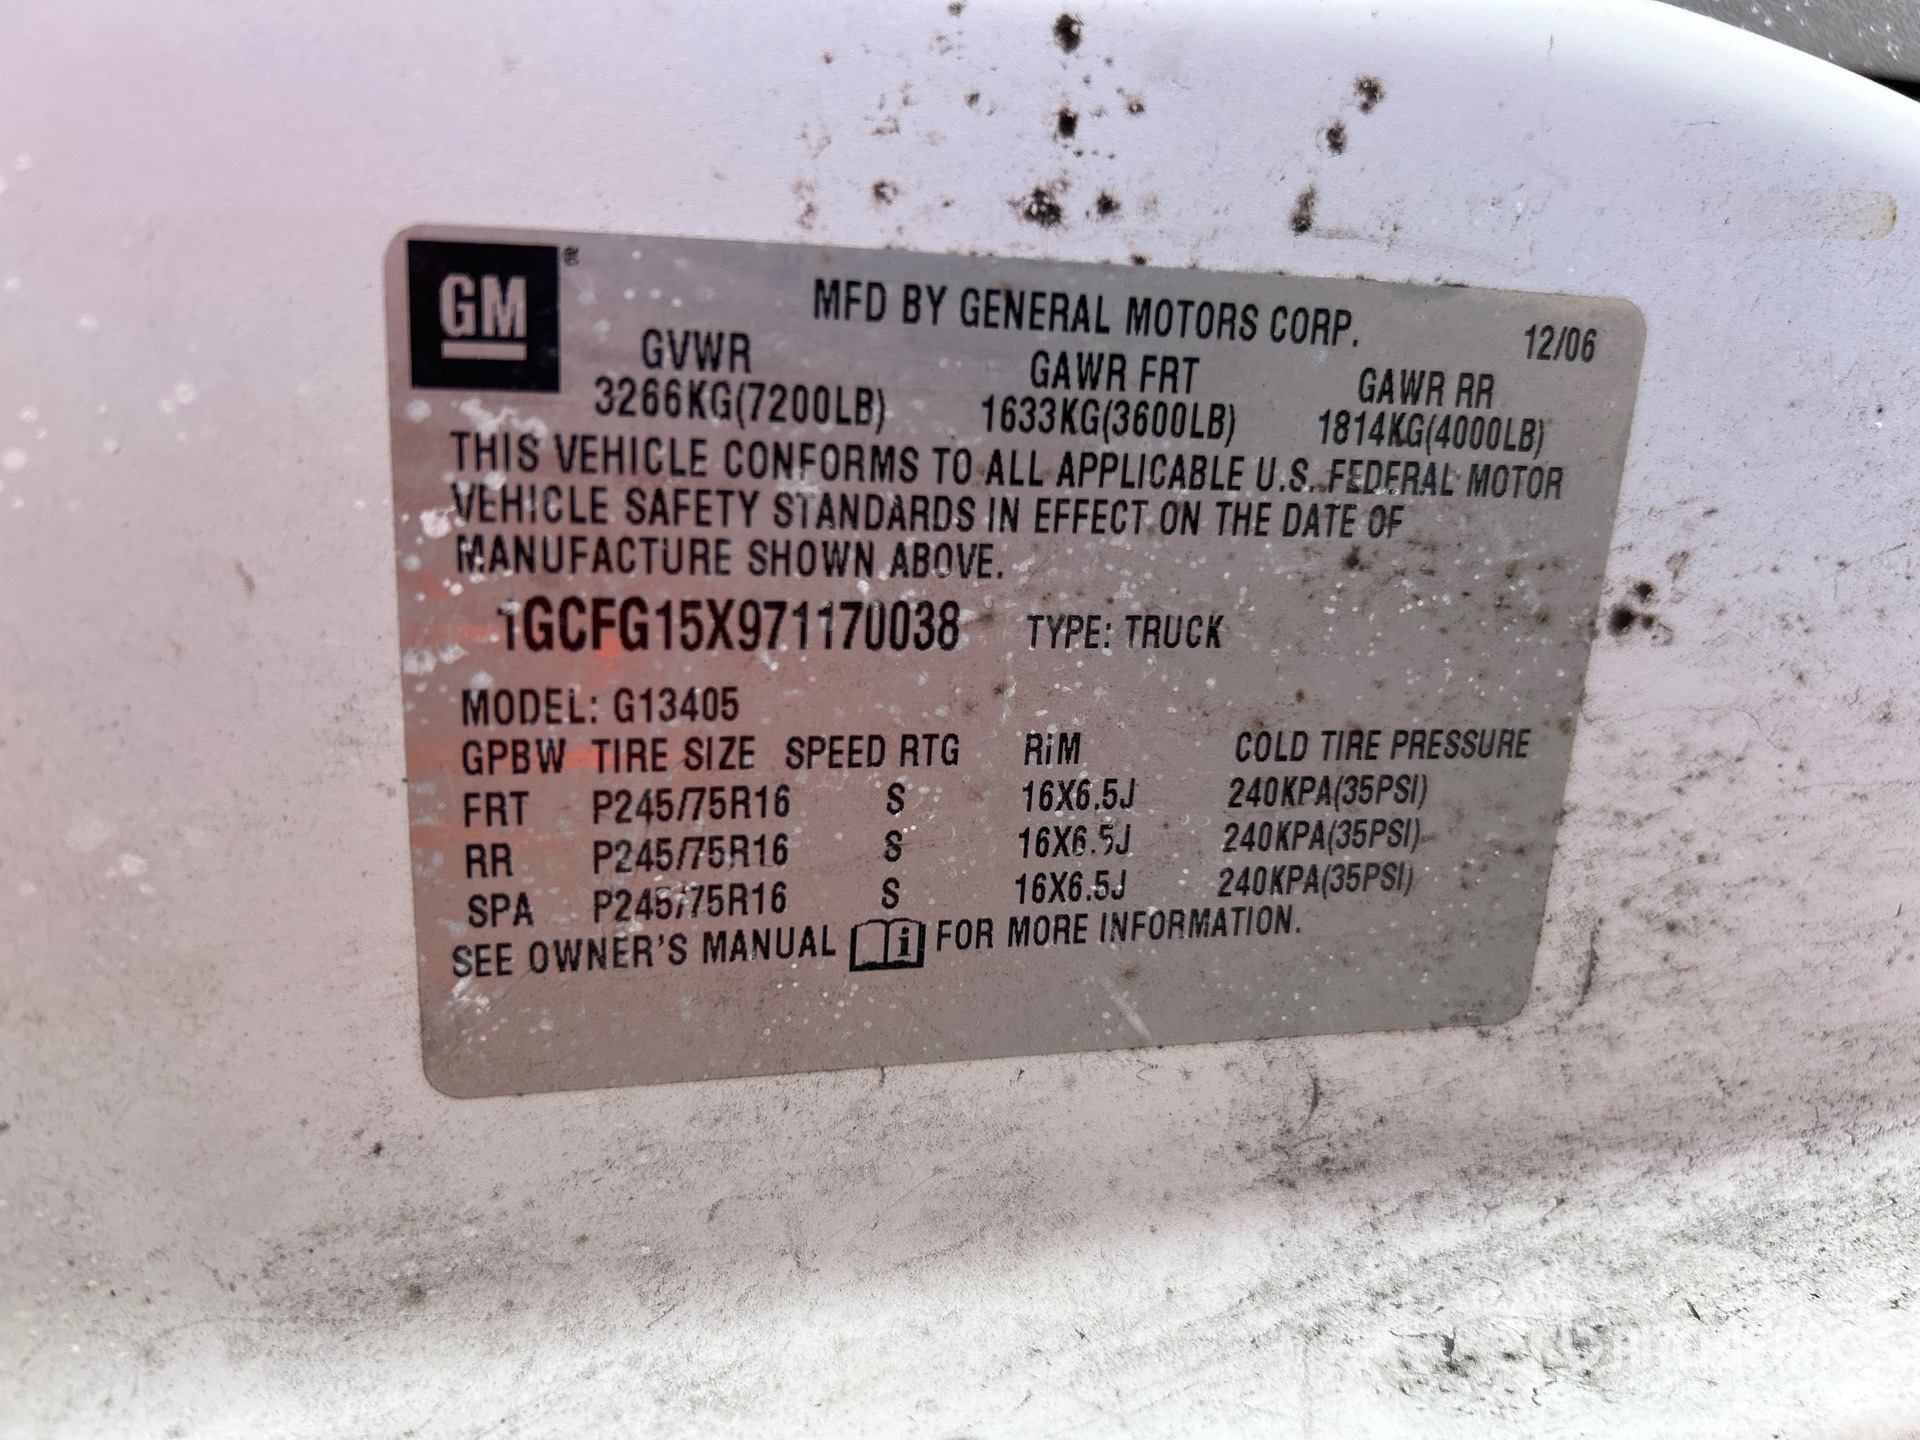 GM ®
MFD BY GENERAL MOTORS CORP. 12/06
GVWR GAWR FRT GAWR RR
3266KG(7200LB) 1633KG(3600LB) 1814KG(4000LB)
THIS VEHICLE CONFORMS TO ALL APPLICABLE U.S. FEDERAL MOTOR
VEHICLE SAFETY STANDARDS IN EFFECT ON THE DATE OF
MANUFACTURE SHOWN ABOVE.
1GCFG15X971170038 TYPE: TRUCK
MODEL: G13405
GPBW TIRE SIZE SPEED RTG RIM COLD TIRE PRESSURE
FRT P245/75R16 S 16X6.5J 240KPA(35PSI)
RR P245/75R16 S 16X6.5J 240KPA(35PSI)
SPA P245/75R16 S 16X6.5J 240KPA(35PSI)
SEE OWNER'S MANUAL i FOR MORE INFORMATION.